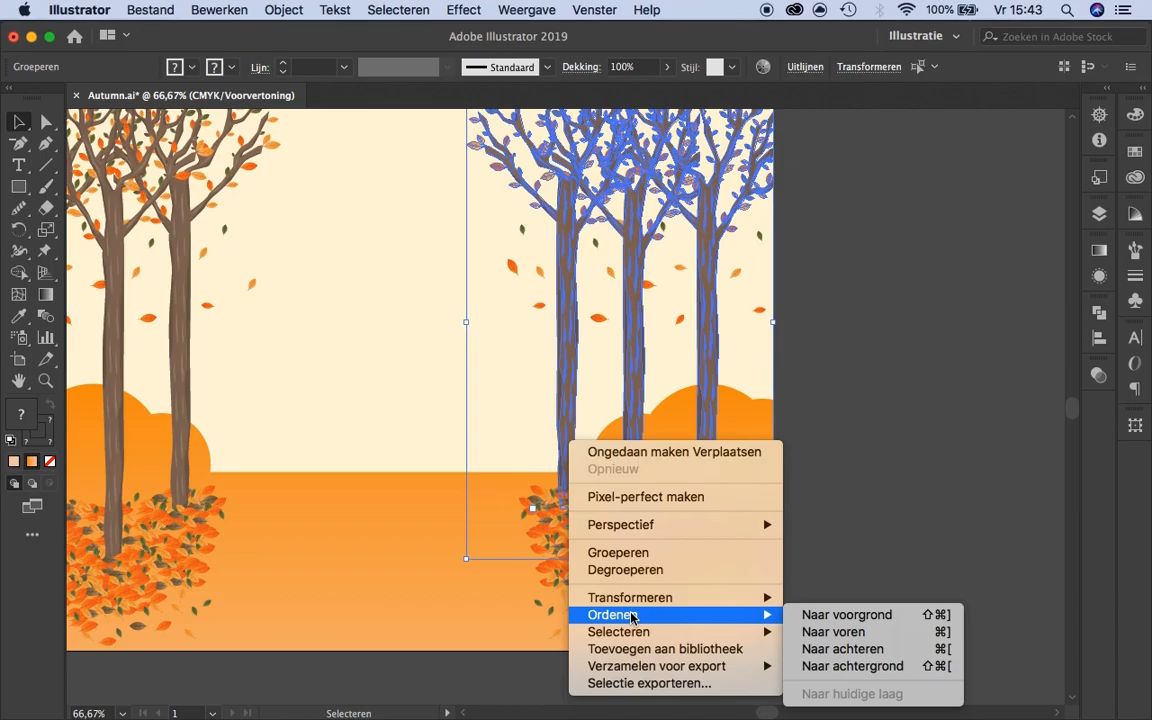 Illustrator Bestand Bewerken Object Tekst Selecteren Effect Weergave Venster Help 100% Vr 15:43
Adobe Illustrator 2019 Illustratie Zoeken in Adobe Stock
Groeperen ? ? Lijn: Standaard Dekking: 100% Stijl: Uitlijnen Transformeren
× Autumn.ai* @ 66,67% (CMYK/Voorvertoning)
?
Ongedaan maken Verplaatsen
Opnieuw
Pixel-perfect maken
Perspectief
Groeperen
Degroeperen
Transformeren
Ordenen
Selecteren
Toevoegen aan bibliotheek
Verzamelen voor export
Selectie exporteren...
Naar voorgrond ⇧⌘]
Naar voren ⌘]
Naar achteren ⌘[
Naar achtergrond ⇧⌘[
Naar huidige laag
66,67% 1 Selecteren